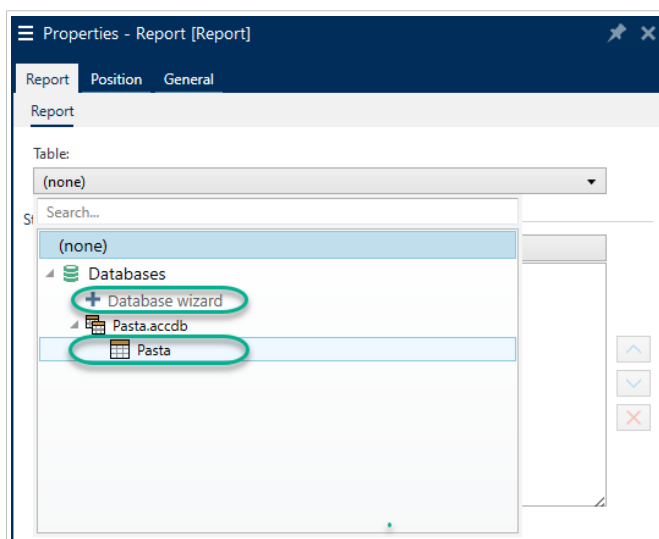 Properties - Report [Report]
Report Position General
Report
Table:
(none)
Search...
(none)
Databases
Database wizard
Pasta.accdb
Pasta